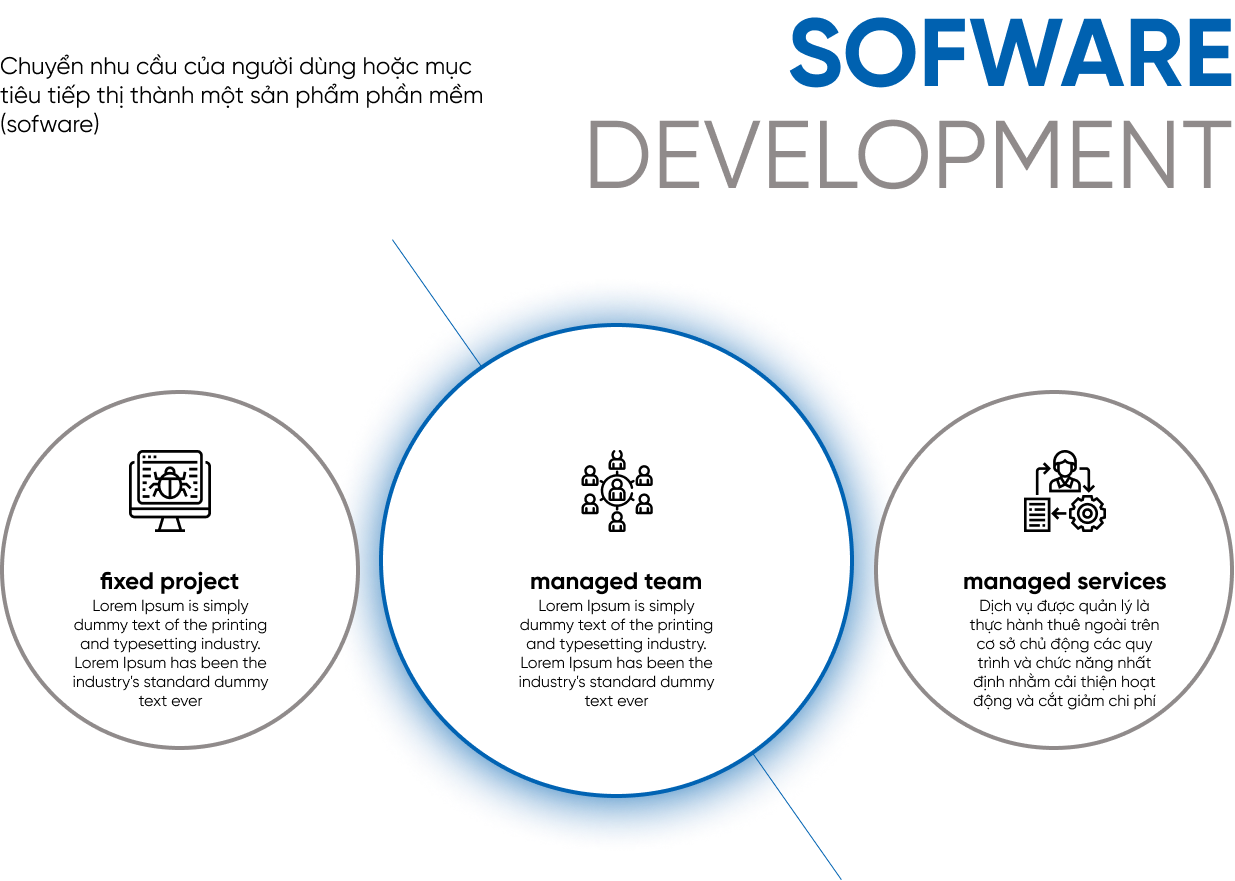 SOFWARE
DEVELOPMENT
Chuyển nhu cầu của người dùng hoặc mục
tiêu tiếp thị thành một sản phẩm phần mềm
(sofware)
fixed project
Lorem Ipsum is simply
dummy text of the printing
and typesetting industry.
Lorem Ipsum has been the
industry's standard dummy
text ever
managed team
Lorem Ipsum is simply
dummy text of the printing
and typesetting industry.
Lorem Ipsum has been the
industry's standard dummy
text ever
managed services
Dịch vụ được quản lý là
thực hành thuê ngoài trên
cơ sở chủ động các quy
trình và chức năng nhất
định nhằm cải thiện hoạt
động và cắt giảm chi phí